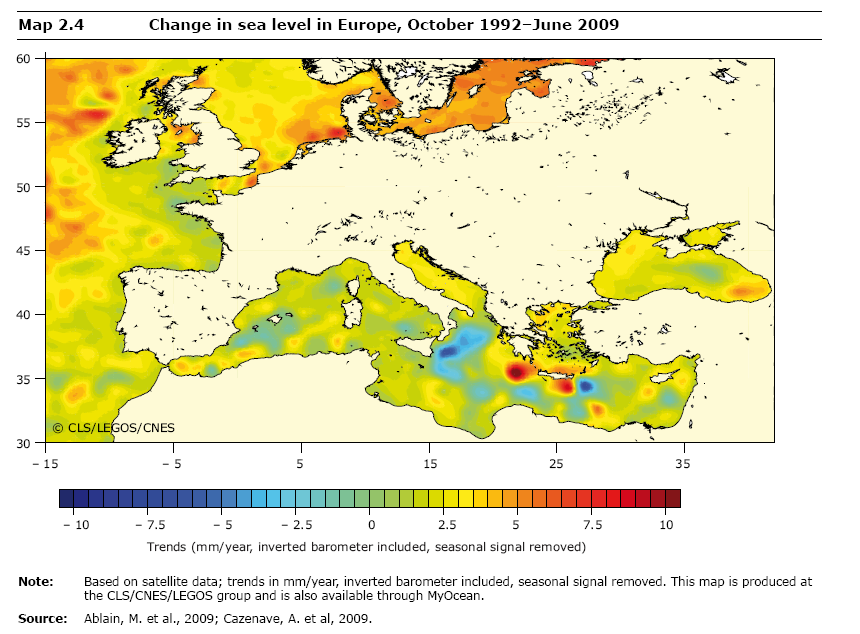 Map 2.4 Change in sea level in Europe, October 1992–June 2009
60
55
50
45
40
35
30
© CLS/LEGOS/CNES
– 15 – 5 5 15 25 35
– 10 – 7.5 – 5 – 2.5 0 2.5 5 7.5 10
Trends (mm/year, inverted barometer included, seasonal signal removed)
Note: Based on satellite data; trends in mm/year, inverted barometer included, seasonal signal removed. This map is produced at
the CLS/CNES/LEGOS group and is also available through MyOcean.
Source: Ablain, M. et al., 2009; Cazenave, A. et al, 2009.